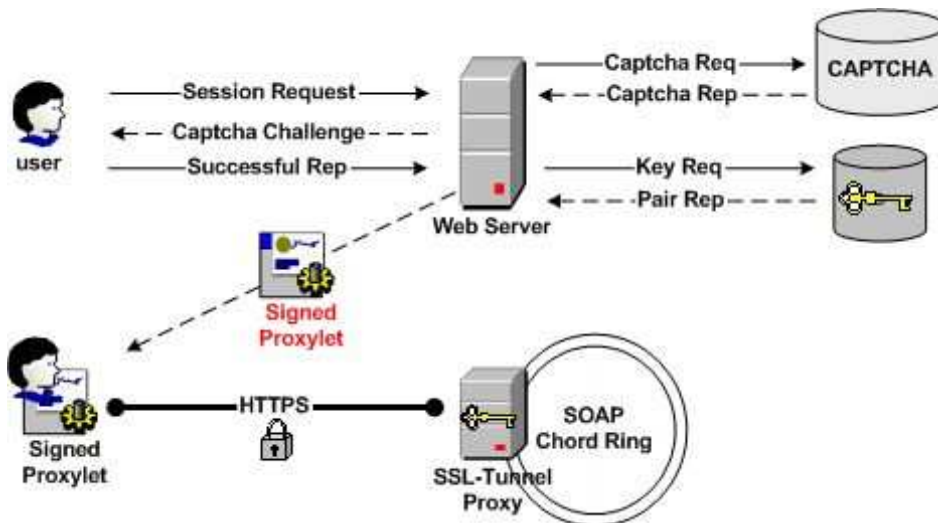 Session Request
Captcha Challenge
Successful Rep
user
Captcha Req
Captcha Rep
CAPTCHA
Key Req
Pair Rep
Web Server
Signed
Proxylet
Signed
Proxylet
HTTPS
SSL-Tunnel
Proxy
SOAP
Chord Ring